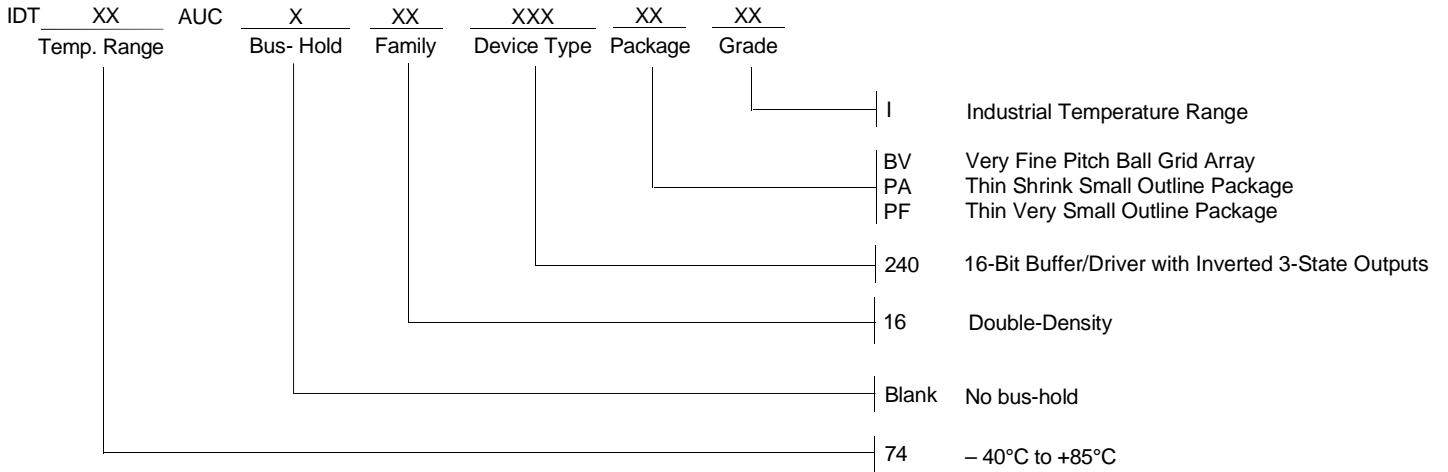 IDT XX AUC X XX XXX XX XX
Temp. Range Bus- Hold Family Device Type Package Grade
I Industrial Temperature Range
BV Very Fine Pitch Ball Grid Array
PA Thin Shrink Small Outline Package
PF Thin Very Small Outline Package
240 16-Bit Buffer/Driver with Inverted 3-State Outputs
16 Double-Density
Blank No bus-hold
74 – 40°C to +85°C